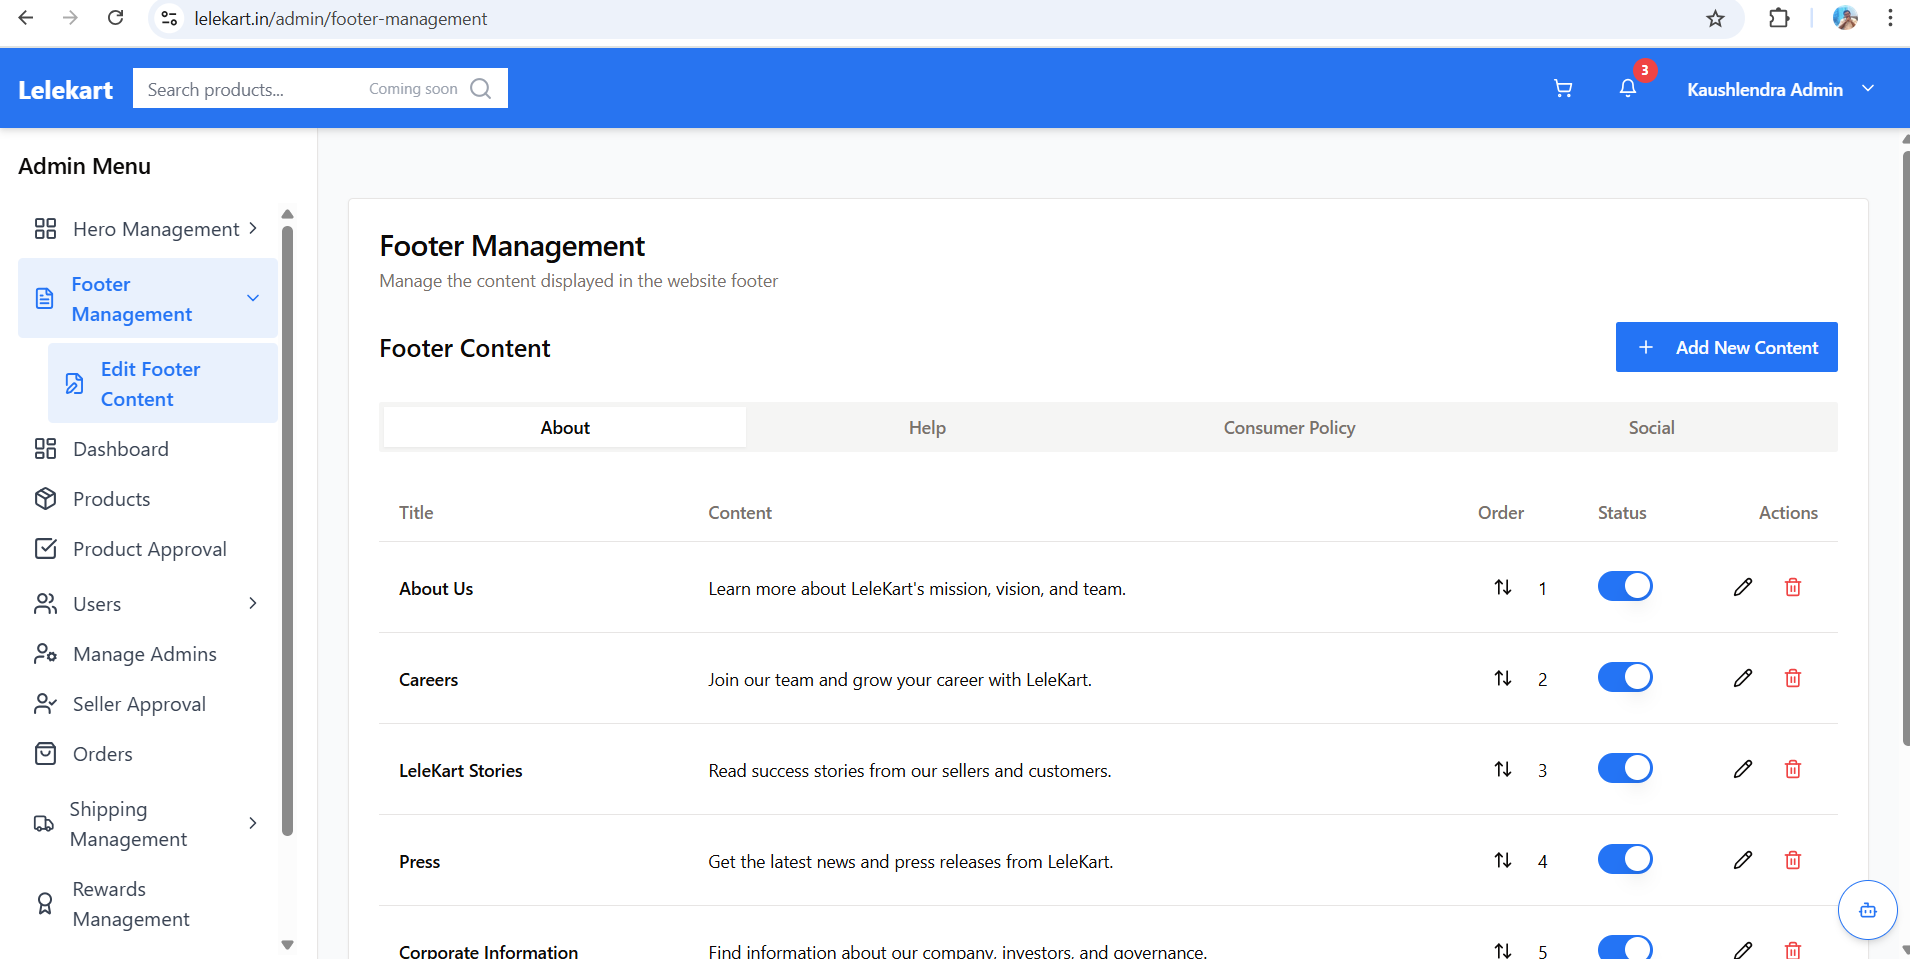 lelekart.in/admin/footer-management
Lelekart
Search products...
Coming soon
3
Kaushlendra Admin
Admin Menu
Hero Management
Footer
Management
Edit Footer
Content
Dashboard
Products
Product Approval
Users
Manage Admins
Seller Approval
Orders
Shipping
Management
Rewards
Management
Footer Management
Manage the content displayed in the website footer
Footer Content
Add New Content
About Help Consumer Policy Social
Title Content Order Status Actions
About Us Learn more about LeleKart's mission, vision, and team. 1
Careers Join our team and grow your career with LeleKart. 2
LeleKart Stories Read success stories from our sellers and customers. 3
Press Get the latest news and press releases from LeleKart. 4
Corporate Information Find information about our company, investors, and governance. 5